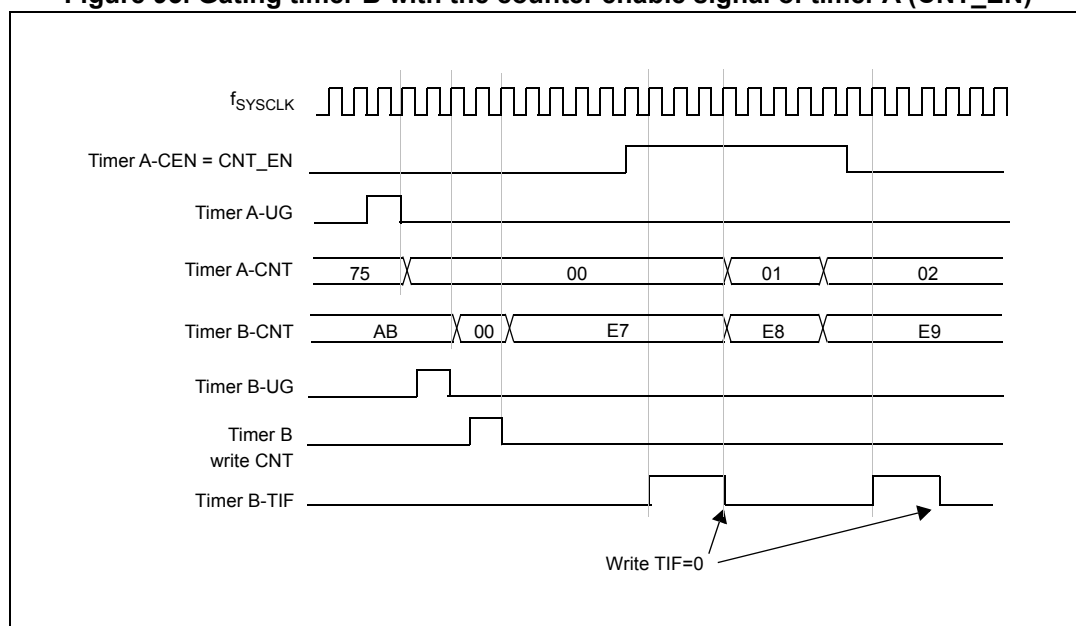 Figure 66. Gating timer B with the counter enable signal of timer A (CNT_EN)
fSYSCLK
Timer A-CEN = CNT_EN
Timer A-UG
Timer A-CNT 75 00 01 02
Timer B-CNT AB 00 E7 E8 E9
Timer B-UG
Timer B
write CNT
Timer B-TIF
Write TIF=0